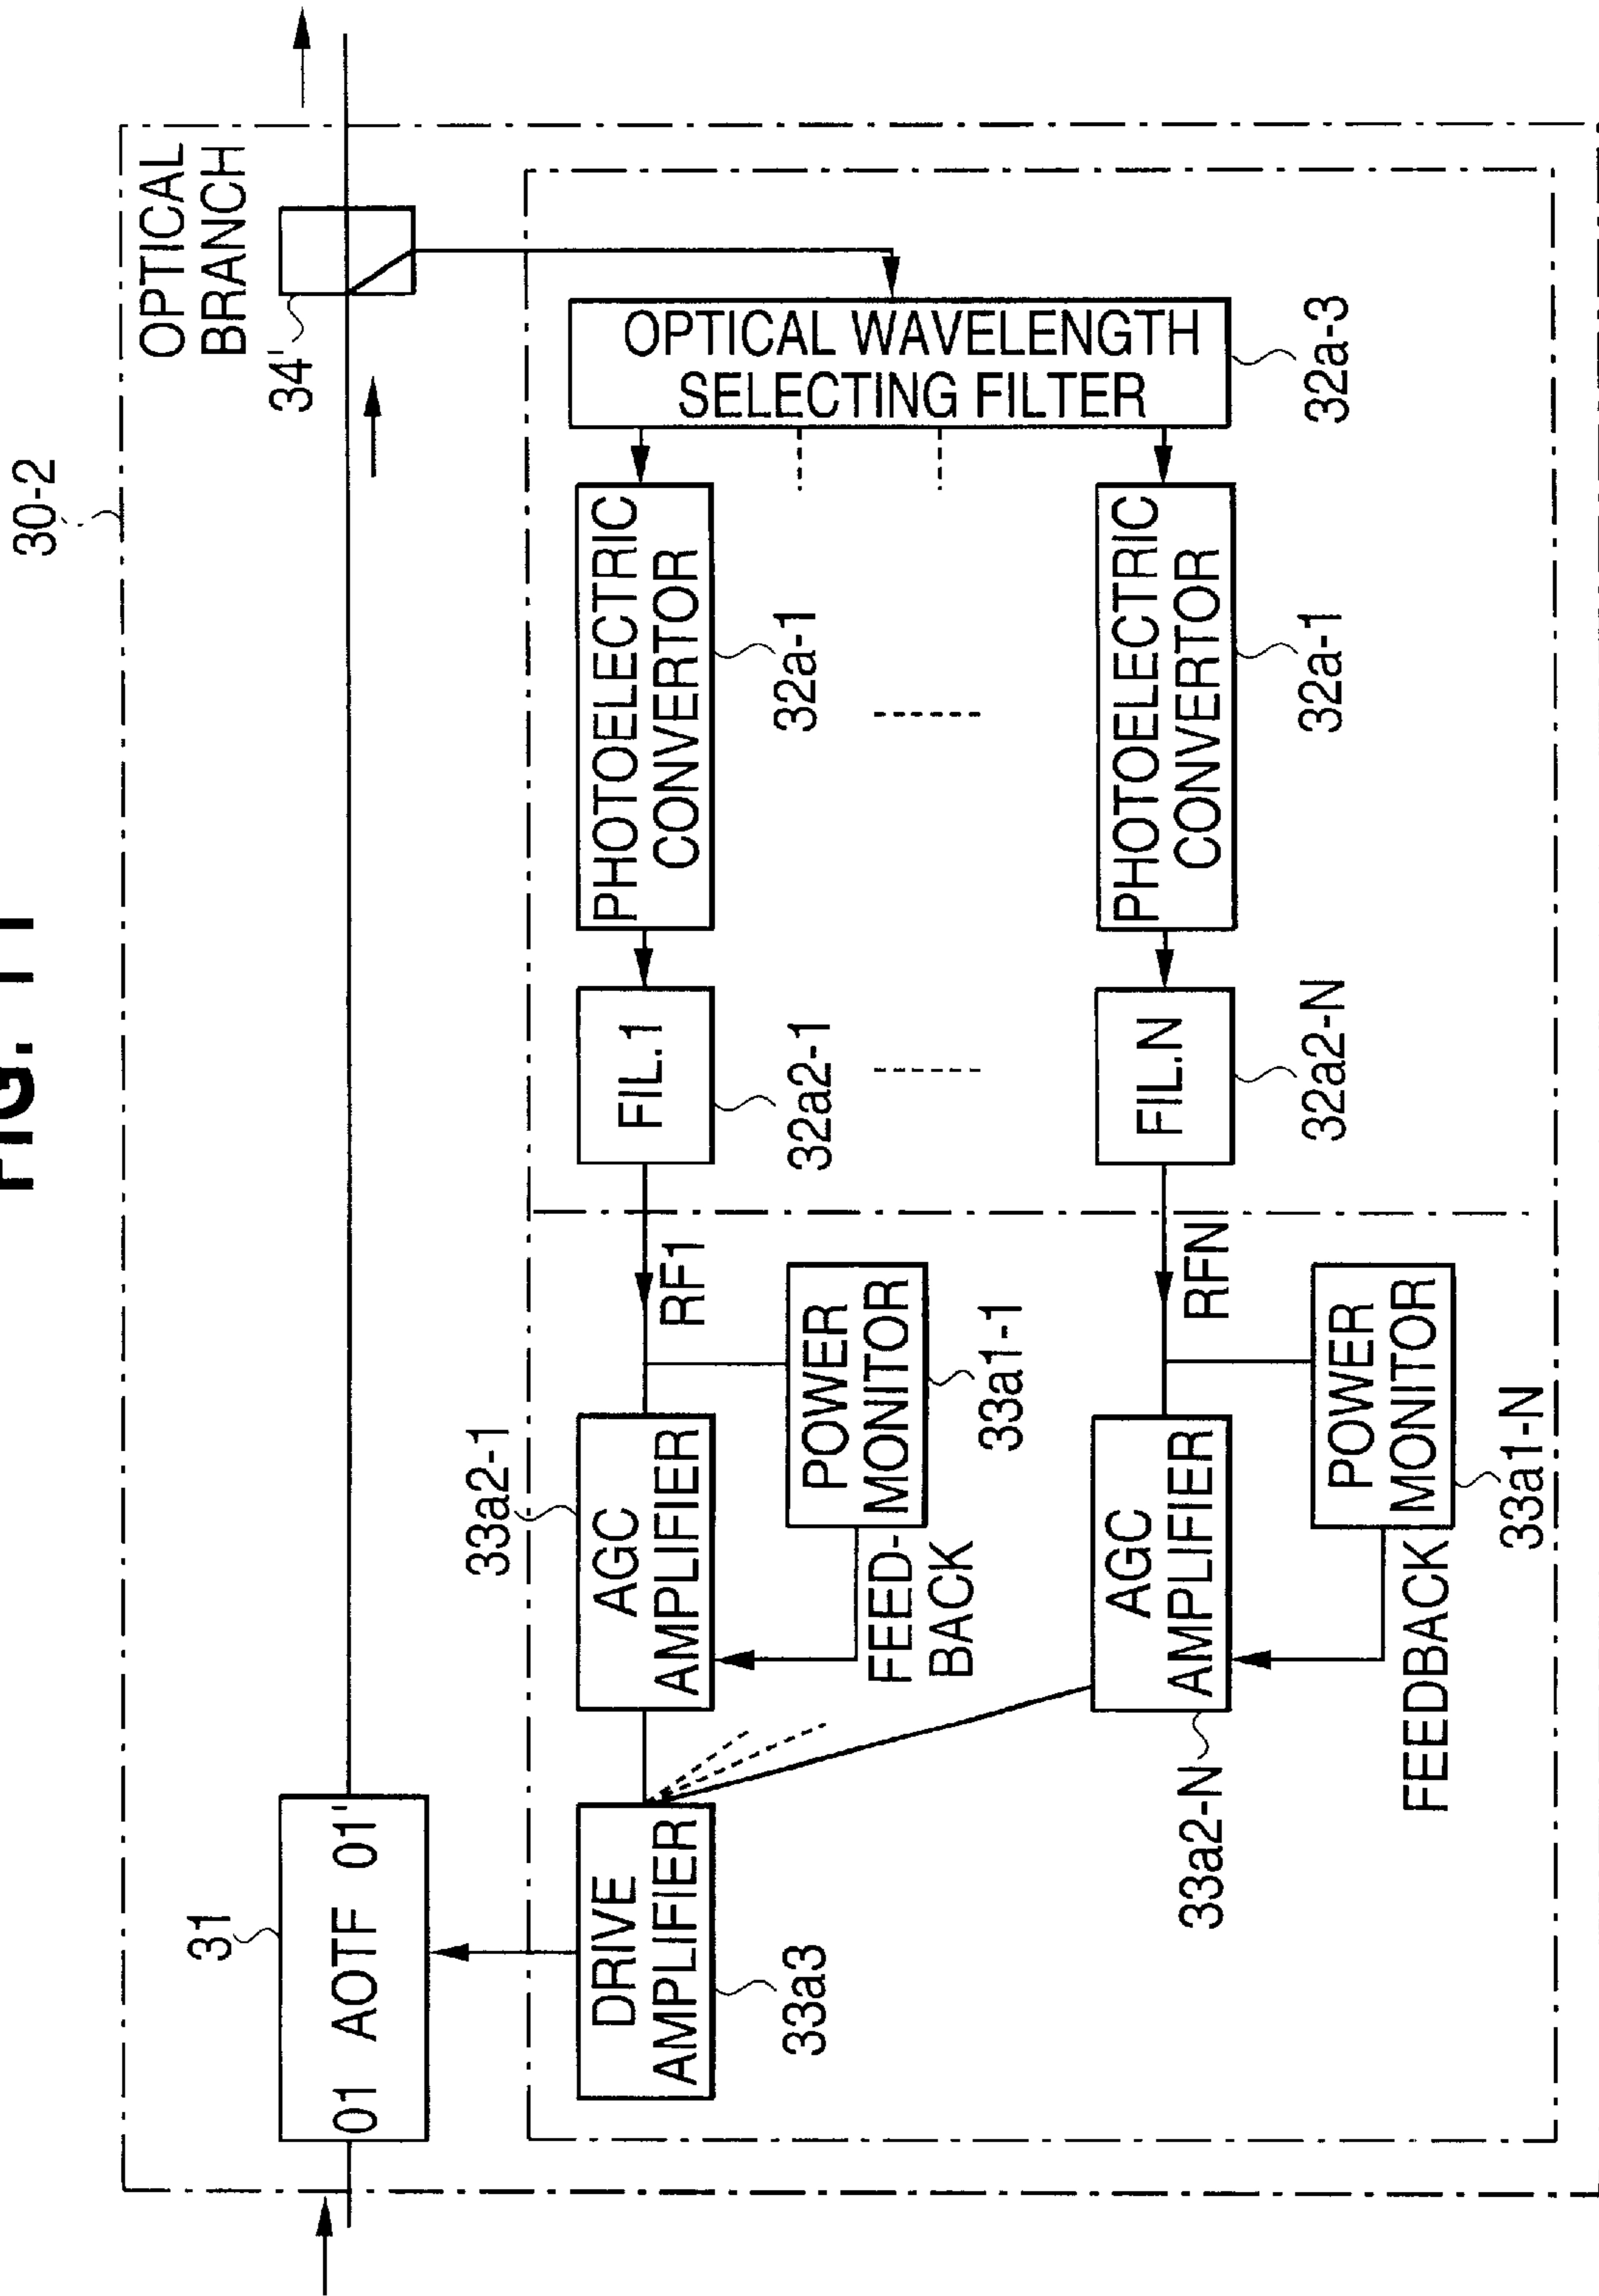 FIG. 11
30-2
OPTICAL
BRANCH
34'
31
01 AOTF 01'
OPTICAL WAVELENGTH
SELECTING FILTER
32a-3
PHOTOELECTRIC
CONVERTOR
32a-1
FIL.1
32a2-1
RF1
POWER
MONITOR
33a1-1
FEED-
BACK
AGC
AMPLIFIER
33a2-1
DRIVE
AMPLIFIER
33a3
PHOTOELECTRIC
CONVERTOR
32a-1
FIL.N
32a2-N
RFN
POWER
MONITOR
33a1-N
FEEDBACK
AGC
AMPLIFIER
33a2-N